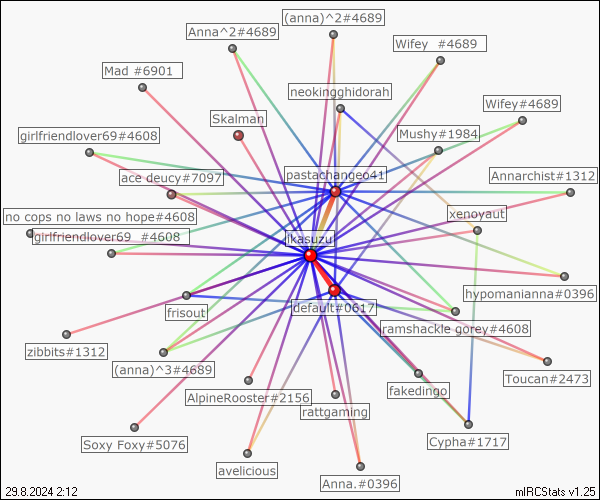 (anna)^2#4689
Anna^2#4689
Wifey  #4689
Mad #6901
neokingghidorah
Wifey#4689
Skalman
Mushy#1984
girlfriendlover69#4608
ace deucy#7097
pastachangeo41
Annarchist#1312
no cops no laws no hope#4608
xenoyaut
girlfriendlover69  #4608
ikasuzu
hypomanianna#0396
frisout
default#0617
ramshackle gorey#4608
zibbits#1312
(anna)^3#4689
Toucan#2473
AlpineRooster#2156
fakedingo
rattgaming
Soxy Foxy#5076
Cypha#1717
avelicious
Anna.#0396
29.8.2024 2:12
mIRCStats v1.25